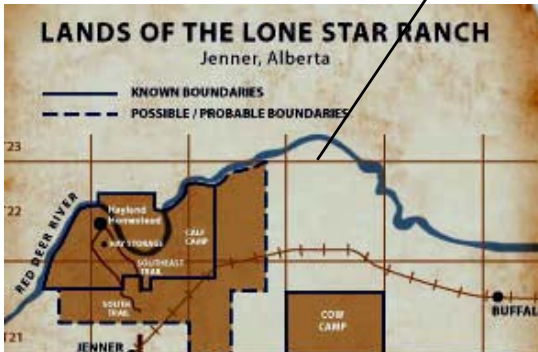 LANDS OF THE LONE STAR RANCH
Jenner, Alberta
KNOWN BOUNDARIES
POSSIBLE / PROBABLE BOUNDARIES
23
22
RED DEER RIVER
Hayland
Homestead
HAY STORAGE
CALF
CAMP
SOUTHEAST
TRAIL
SOUTH
TRAIL
COW
CAMP
BUFFAL
21
JENNER